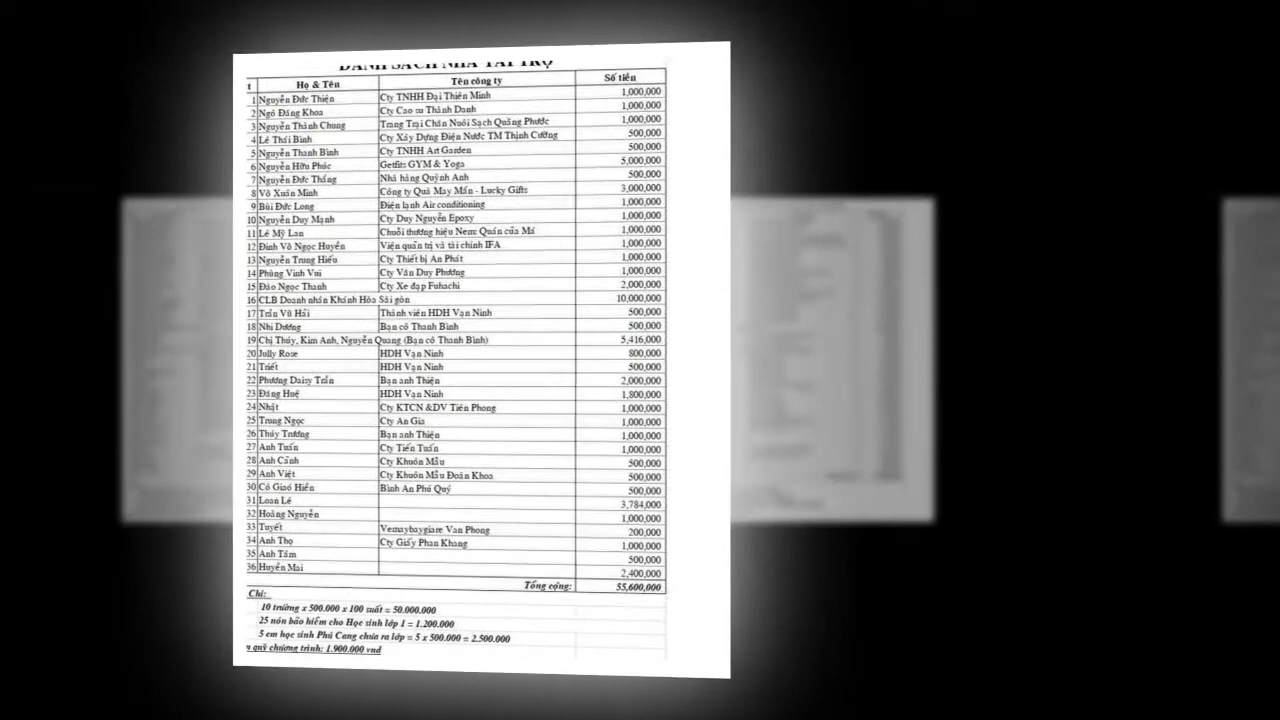 DANH SÁCH NHÀ TÀI TRỢ
t Họ & Tên Tên công ty Số tiền
1 Nguyễn Đức Thiện Cty TNHH Đại Thiên Minh 1,000,000
2 Ngô Đăng Khoa Cty Cao su Thành Danh 1,000,000
3 Nguyễn Thành Chung Trang Trại Chăn Nuôi Sạch Quảng Phước 1,000,000
4 Lê Thái Bình Cty Xây Dựng Điện Nước TM Thịnh Cường 500,000
5 Nguyễn Thanh Bình Cty TNHH Art Garden 500,000
6 Nguyễn Hữu Phúc Getfits GYM & Yoga 5,000,000
7 Nguyễn Đức Thắng Nhà hàng Quỳnh Anh 500,000
8 Võ Xuân Minh Công ty Quà May Mắn - Lucky Gifts 3,000,000
9 Bùi Đức Long Điện lạnh Air conditioning 1,000,000
10 Nguyễn Duy Mạnh Cty Duy Nguyễn Epoxy 1,000,000
11 Lê Mỹ Lan Chuỗi thương hiệu Nem: Quán của Má 1,000,000
12 Đinh Võ Ngọc Huyền Viện quản trị và tài chính IFA 1,000,000
13 Nguyễn Trung Hiếu Cty Thiết bị An Phát 1,000,000
14 Phùng Vinh Vui Cty Vân Duy Phương 1,000,000
15 Đào Ngọc Thanh Cty Xe đạp Fuhachi 2,000,000
16 CLB Doanh nhân Khánh Hòa Sài gòn 10,000,000
17 Trần Võ Hải Thành viên HDH Vạn Ninh 500,000
18 Nhi Dương Bạn cô Thanh Bình 500,000
19 Chị Thúy, Kim Anh, Nguyễn Quang (Bạn cô Thanh Bình) 5,416,000
20 Jully Rose HDH Vạn Ninh 800,000
21 Triết HDH Vạn Ninh 500,000
22 Phương Daisy Trần Bạn anh Thiện 2,000,000
23 Đăng Huệ HDH Vạn Ninh 1,800,000
24 Nhật Cty KTCN &DV Tiên Phong 1,000,000
25 Trung Ngọc Cty An Gia 1,000,000
26 Thúy Trương Bạn anh Thiện 1,000,000
27 Anh Tuấn Cty Tiến Tuấn 1,000,000
28 Anh Cảnh Cty Khuôn Mẫu 500,000
29 Anh Việt Cty Khuôn Mẫu Đoàn Khoa 500,000
30 Cô Giáo Hiền Bình An Phú Quý 500,000
31 Loan Lê 3,784,000
32 Hoàng Nguyễn 1,000,000
33 Tuyết Vemaybaygiare Van Phong 200,000
34 Anh Thọ Cty Giấy Phan Khang 1,000,000
35 Anh Tâm 500,000
36 Huyền Mai 2,400,000
Tổng cộng: 55,600,000
Chi:
10 trường x 500.000 x 100 suất = 50.000.000
25 nón bảo hiểm cho Học sinh lớp 1 = 1.200.000
5 em học sinh Phú Cang chưa ra lớp = 5 x 500.000 = 2.500.000
quỹ chương trình: 1.900.000 vnđ